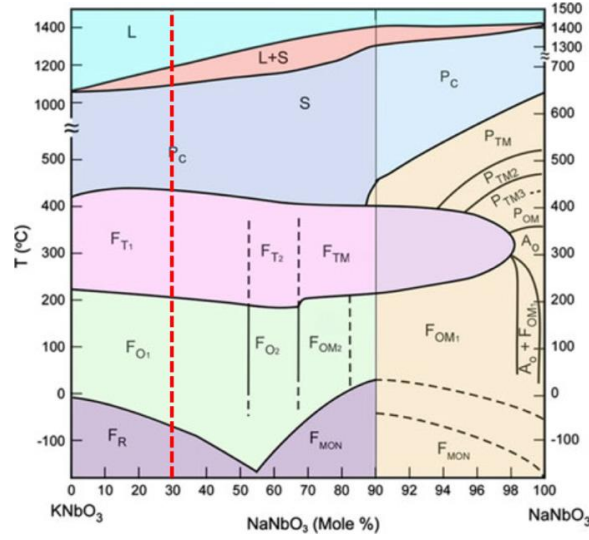 1400
1200
1000
500
400
300
200
100
0
-100
T (°C)
L
L+S
S
P_C
P_C
P_TM
P_TM2
P_TM3
P_OM
A_O
F_T1
F_T2
F_TM
F_O1
F_O2
F_OM2
F_OM1
A_O + F_OM1
F_R
F_MON
F_MON
1500
1400
1300
700
600
500
400
300
200
100
0
-100
T (°C)
0 10 20 30 40 50 60 70 80 90 92 94 96 98 100
KNbO₃ NaNbO₃ (Mole %) NaNbO₃